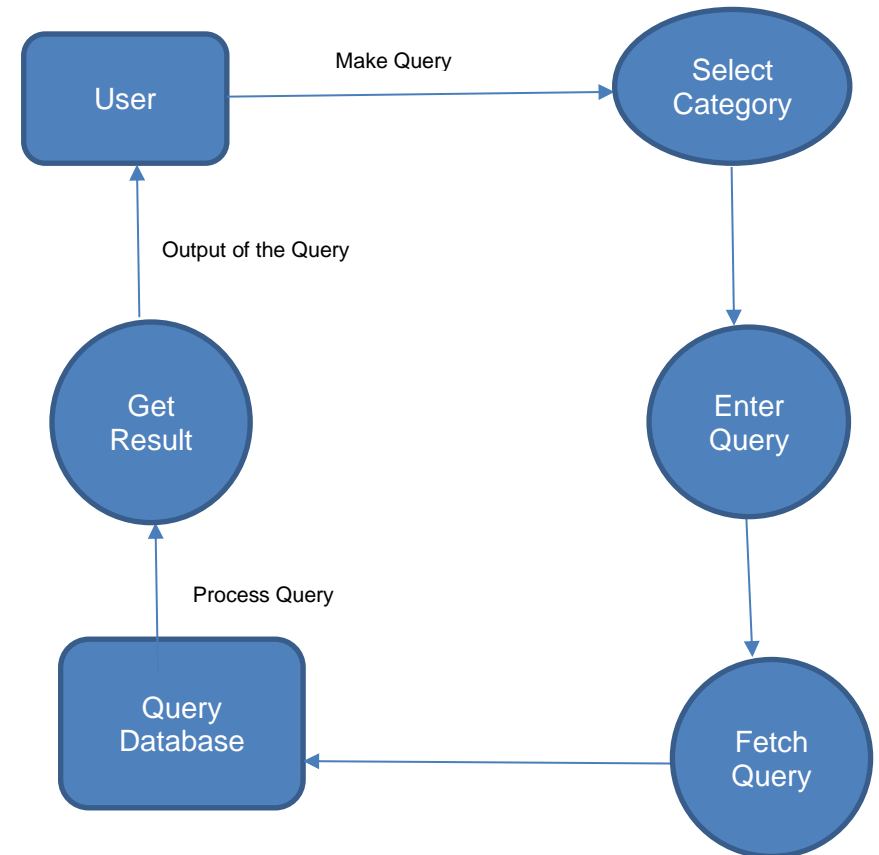 User
Make Query
Select
Category
Output of the Query
Get
Result
Enter
Query
Process Query
Query
Database
Fetch
Query